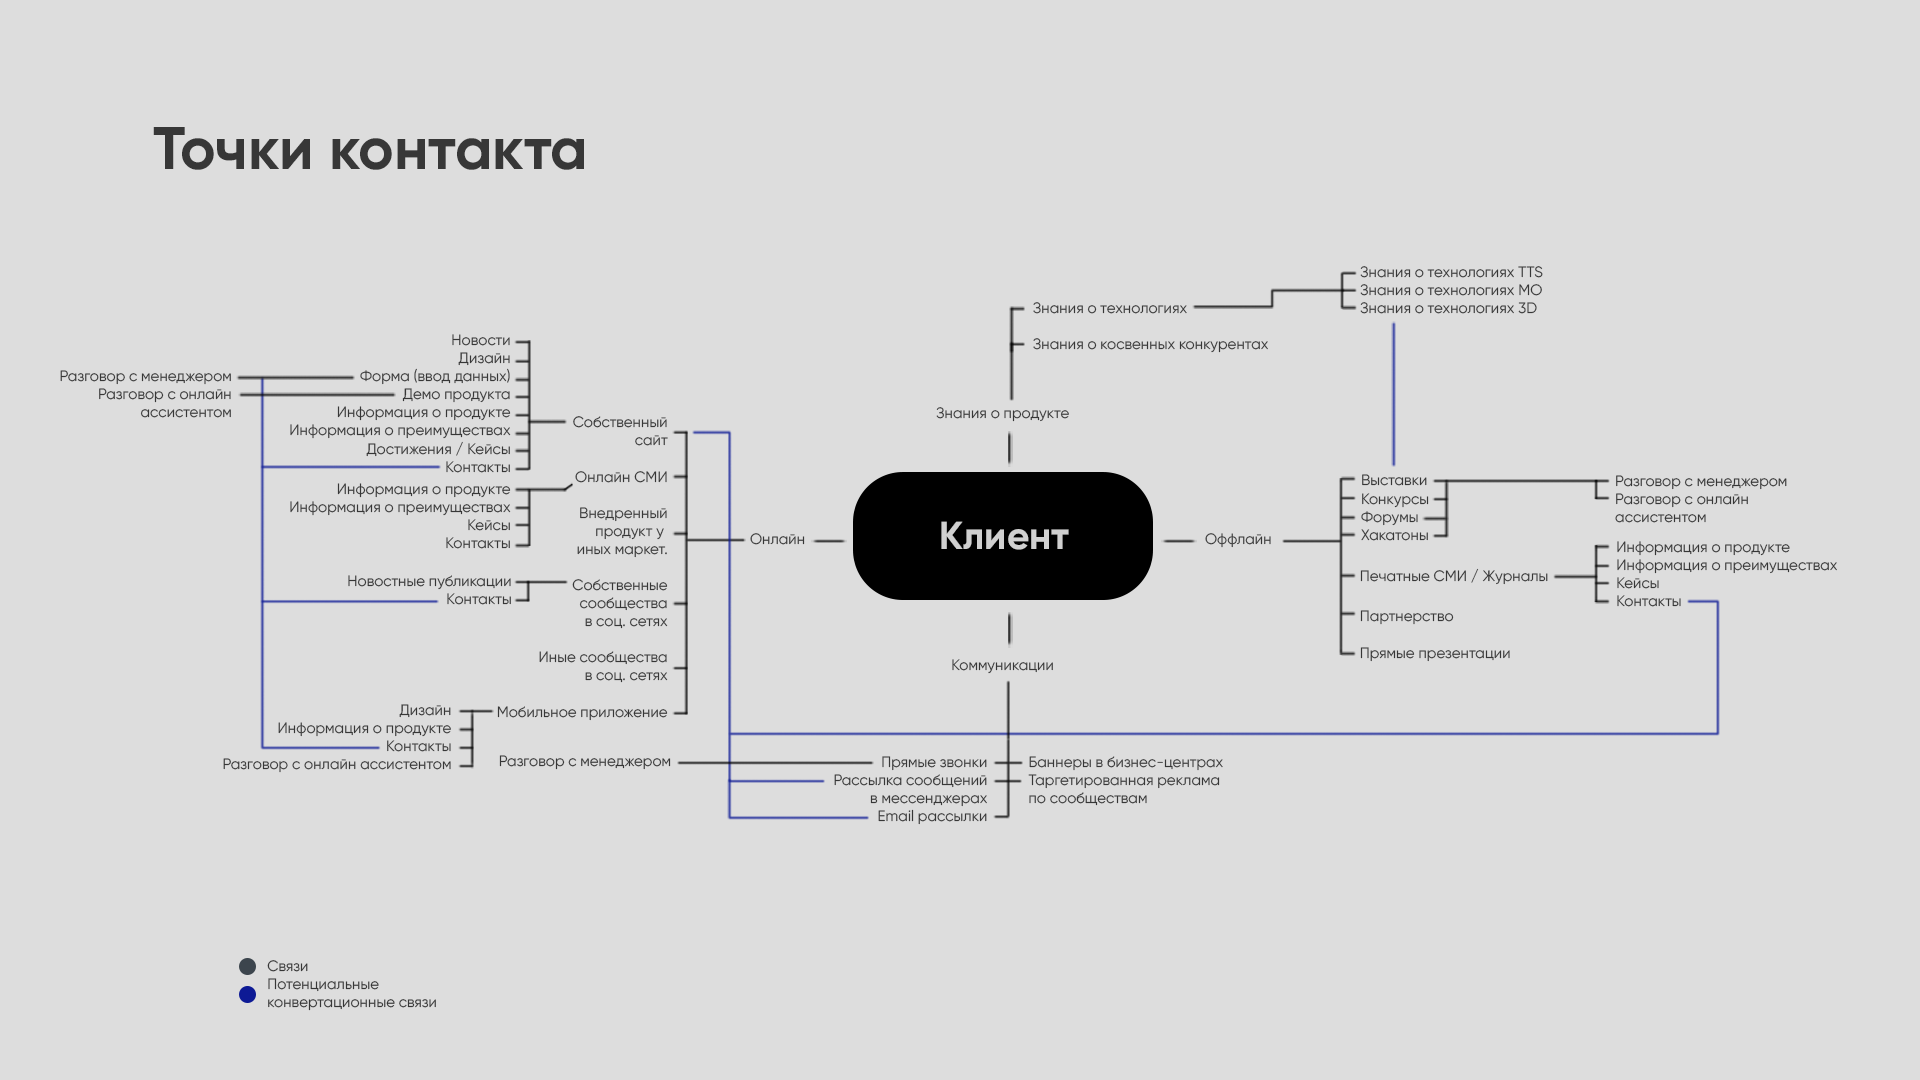 Точки контакта
Знания о технологиях TTS
Знания о технологиях МО
Знания о технологиях 3D
Знания о технологиях
Знания о косвенных конкурентах
Знания о продукте
Новости
Дизайн
Форма (ввод данных)
Демо продукта
Информация о продукте
Информация о преимуществах
Достижения / Кейсы
Контакты
Разговор с менеджером
Разговор с онлайн
ассистентом
Собственный
сайт
Онлайн СМИ
Информация о продукте
Информация о преимуществах
Кейсы
Контакты
Внедренный
продукт у
иных маркет.
Новостные публикации
Контакты
Собственные
сообщества
в соц. сетях
Иные сообщества
в соц. сетях
Мобильное приложение
Дизайн
Информация о продукте
Контакты
Разговор с онлайн ассистентом
Онлайн
Клиент
Оффлайн
Выставки
Конкурсы
Форумы
Хакатоны
Разговор с менеджером
Разговор с онлайн
ассистентом
Печатные СМИ / Журналы
Информация о продукте
Информация о преимуществах
Кейсы
Контакты
Партнерство
Прямые презентации
Коммуникации
Разговор с менеджером
Прямые звонки
Рассылка сообщений
в мессенджерах
Email рассылки
Баннеры в бизнес-центрах
Таргетированная реклама
по сообществам
Связи
Потенциальные
конвертационные связи